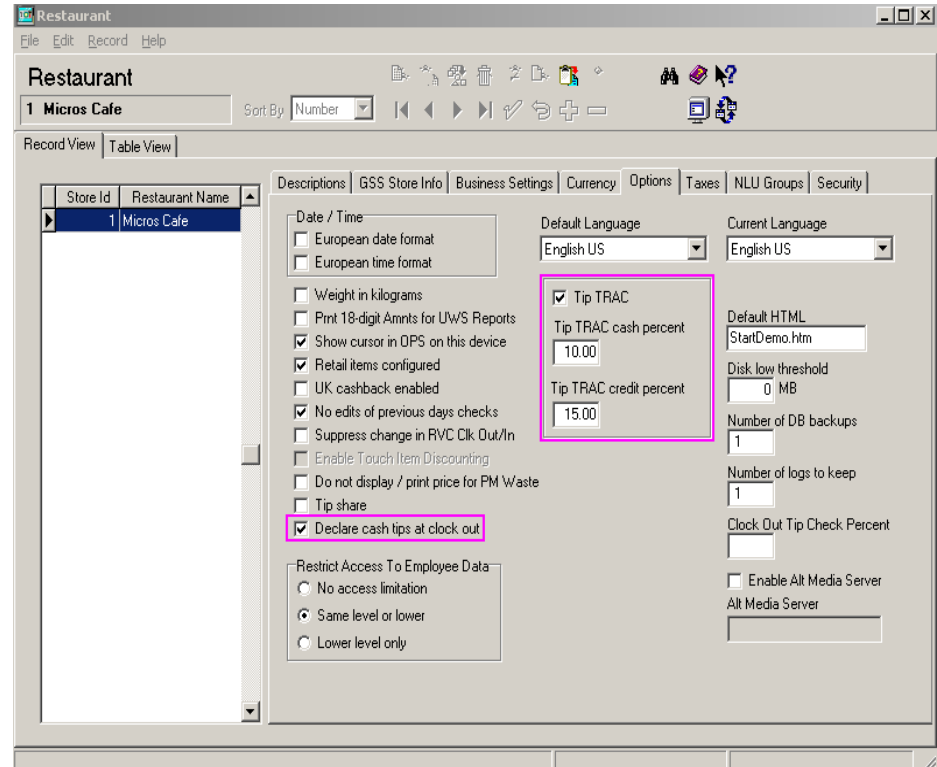 Restaurant
File Edit Record Help
Restaurant
1 Micros Cafe
Sort By Number
Record View Table View
Store Id Restaurant Name
1 Micros Cafe
Descriptions GSS Store Info Business Settings Currency Options Taxes NLU Groups Security
Date / Time
European date format
European time format
Weight in kilograms
Prnt 18-digit Amnts for UWS Reports
Show cursor in OPS on this device
Retail items configured
UK cashback enabled
No edits of previous days checks
Suppress change in RVC Clk Out/In
Enable Touch Item Discounting
Do not display / print price for PM Waste
Tip share
Declare cash tips at clock out
Restrict Access To Employee Data
No access limitation
Same level or lower
Lower level only
Default Language
English US
Tip TRAC
Tip TRAC cash percent
10.00
Tip TRAC credit percent
15.00
Current Language
English US
Default HTML
StartDemo.htm
Disk low threshold
0 MB
Number of DB backups
1
Number of logs to keep
1
Clock Out Tip Check Percent
Enable Alt Media Server
Alt Media Server